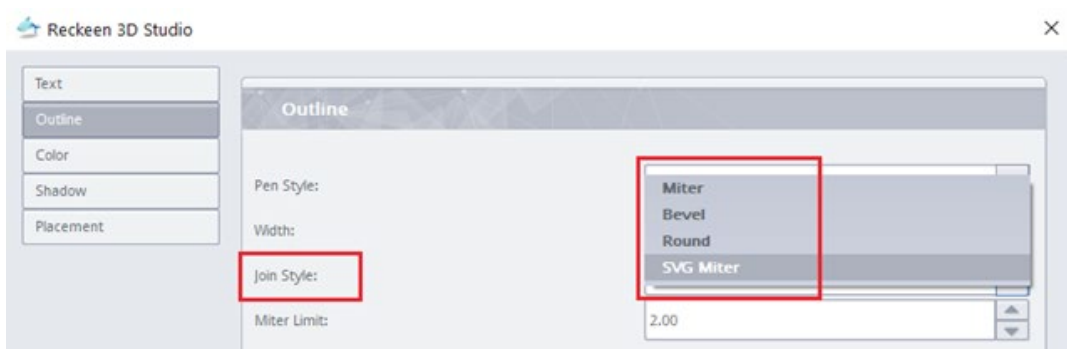 Reckeen 3D Studio
Text
Outline
Color
Shadow
Placement
Outline
Pen Style:
Width:
Join Style:
Miter Limit:
Miter
Bevel
Round
SVG Miter
2.00